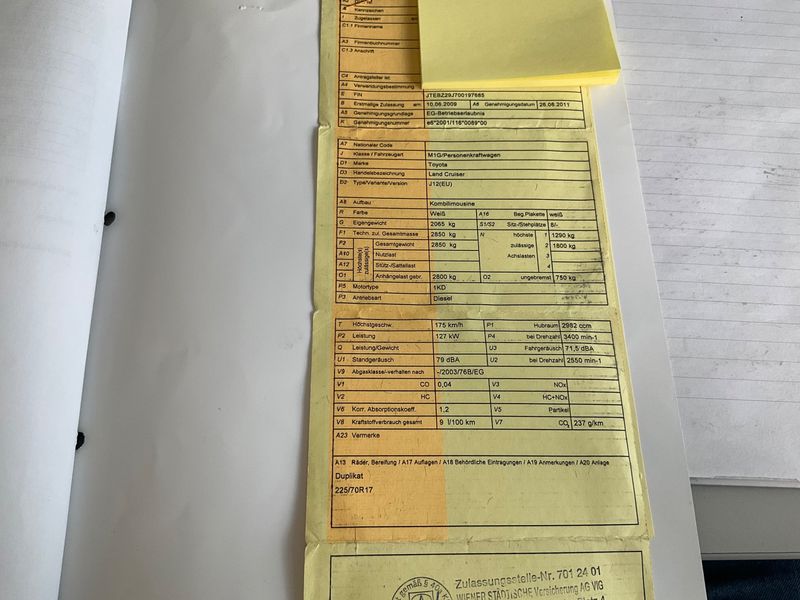 A Kennzeichen
I Zugelassen am
C1.1 Firmenname
A3 Firmenbuchnummer
C1.3 Anschrift
C4 Antragsteller ist
A4 Verwendungsbestimmung
E FIN JTEBZ29J700197665
B Erstmalige Zulassung am 10.06.2009 A6 Genehmigungsdatum 26.06.2011
A5 Genehmigungsgrundlage EG-Betriebserlaubnis
K Genehmigungsnummer e6*2001/116*0089*00
A7 Nationaler Code
J Klasse / Fahrzeugart M1G/Personenkraftwagen
D1 Marke Toyota
D3 Handelsbezeichnung Land Cruiser
D2 Type/Variante/Version J12(EU)
A8 Aufbau Kombilimousine
R Farbe Weiß A16 Beg.Plakette weiß
G Eigengewicht 2065 kg S1/S2 Sitz-/Stehplätze 8/-
F1 Techn. zul. Gesamtmasse 2850 kg N höchste 1 1290 kg
F2 Höchste(s) zulässige(s) Gesamtgewicht 2850 kg zulässige 2 1800 kg
A10 Nutzlast Achslasten 3
A12 Stütz-/Sattellast 4
O1 Anhängelast gebr. 2800 kg O2 ungebremst 750 kg
P5 Motortype 1KD
P3 Antriebsart Diesel
T Höchstgeschw. 175 km/h P1 Hubraum 2982 ccm
P2 Leistung 127 kW P4 bei Drehzahl 3400 min-1
Q Leistung/Gewicht U3 Fahrgeräusch 71,5 dBA
U1 Standgeräusch 79 dBA U2 bei Drehzahl 2550 min-1
V9 Abgasklasse/-verhalten nach -/2003/76B/EG
V1 CO 0,04 V3 NOx
V2 HC V4 HC+NOx
V6 Korr. Absorptionskoeff. 1,2 V5 Partikel
V8 Kraftstoffverbrauch gesamt 9 l/100 km V7 CO2 237 g/km
A23 Vermerke
A13 Räder, Bereifung / A17 Auflagen / A18 Behördliche Eintragungen / A19 Anmerkungen / A20 Anlage
Duplikat
225/70R17
Zulassungsstelle-Nr. 701 24 01
WIENER STÄDTISCHE Versicherung AG VIG